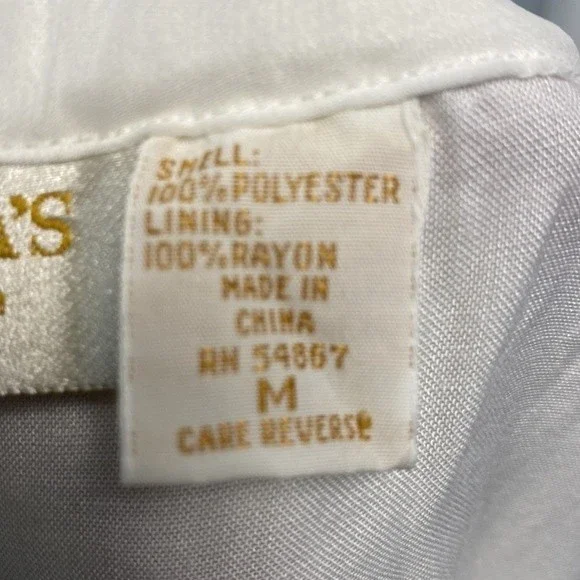 A'S
SHELL:
100% POLYESTER
LINING:
100% RAYON
MADE IN
CHINA
RN 54867
M
CARE REVERSE